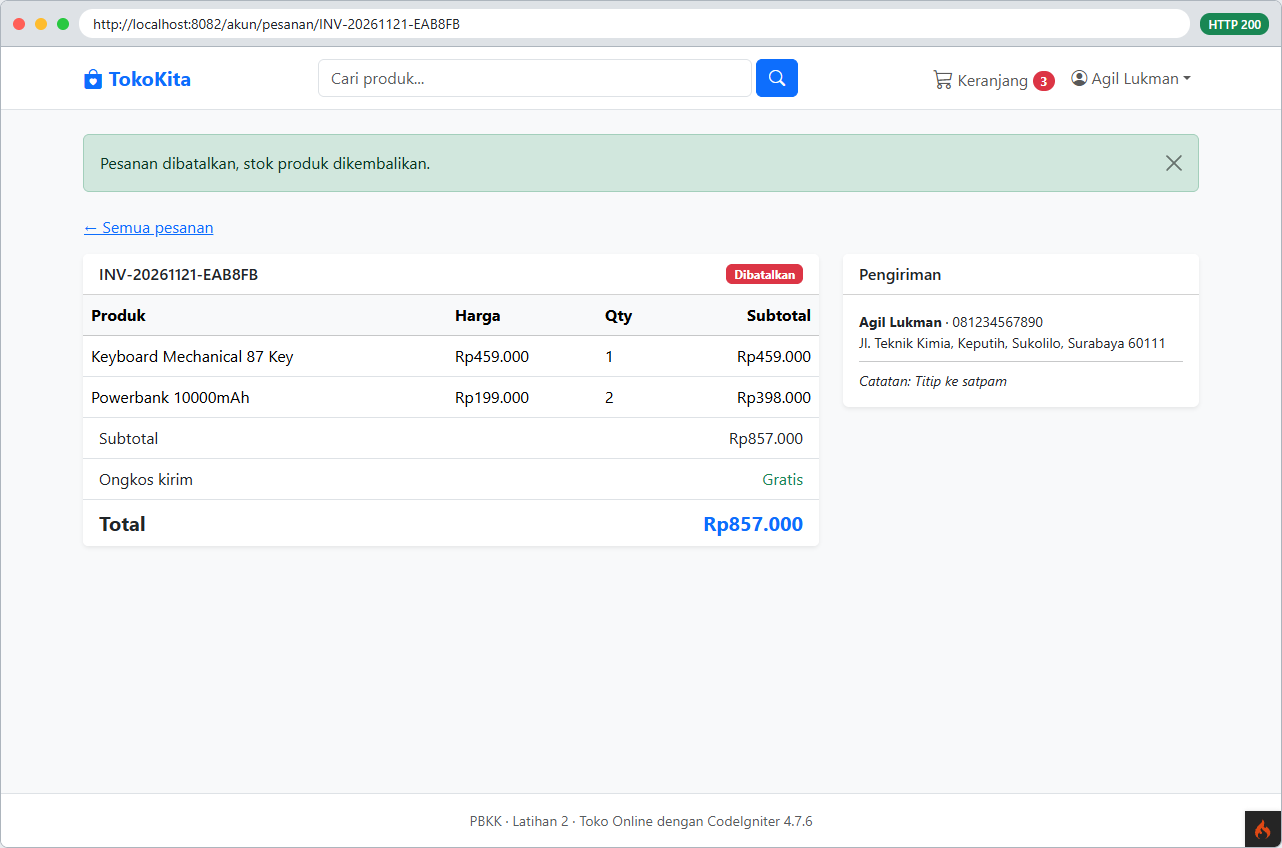 http://localhost:8082/akun/pesanan/INV-20261121-EAB8FB HTTP 200
TokoKita Cari produk... Keranjang 3 Agil Lukman
Pesanan dibatalkan, stok produk dikembalikan.
← Semua pesanan
INV-20261121-EAB8FB Dibatalkan
Produk Harga Qty Subtotal
Keyboard Mechanical 87 Key Rp459.000 1 Rp459.000
Powerbank 10000mAh Rp199.000 2 Rp398.000
Subtotal Rp857.000
Ongkos kirim Gratis
Total Rp857.000
Pengiriman
Agil Lukman · 081234567890
Jl. Teknik Kimia, Keputih, Sukolilo, Surabaya 60111
Catatan: Titip ke satpam
PBKK · Latihan 2 · Toko Online dengan CodeIgniter 4.7.6